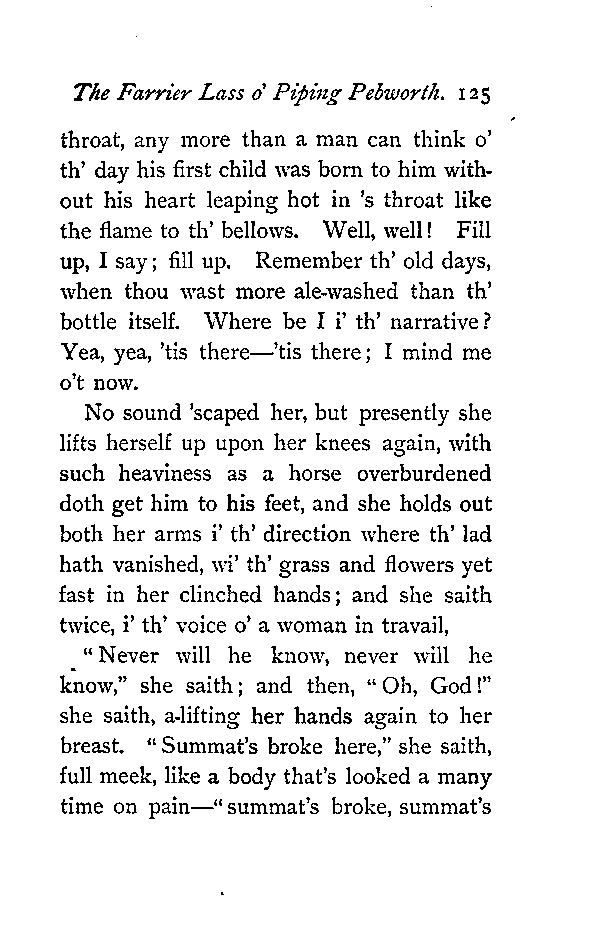 The Farrier Lass o' Piping Pebworth. 125
throat, any more than a man can think o'
th' day his first child was born to him with-
out his heart leaping hot in 's throat like
the flame to th' bellows. Well, well! Fill
up, I say; fill up. Remember th' old days,
when thou wast more ale-washed than th'
bottle itself. Where be I i' th' narrative?
Yea, yea, 'tis there—'tis there; I mind me
o't now.
No sound 'scaped her, but presently she
lifts herself up upon her knees again, with
such heaviness as a horse overburdened
doth get him to his feet, and she holds out
both her arms i' th' direction where th' lad
hath vanished, wi' th' grass and flowers yet
fast in her clinched hands; and she saith
twice, i' th' voice o' a woman in travail,
"Never will he know, never will he
know," she saith; and then, "Oh, God!"
she saith, a-lifting her hands again to her
breast. "Summat's broke here," she saith,
full meek, like a body that's looked a many
time on pain—"summat's broke, summat's